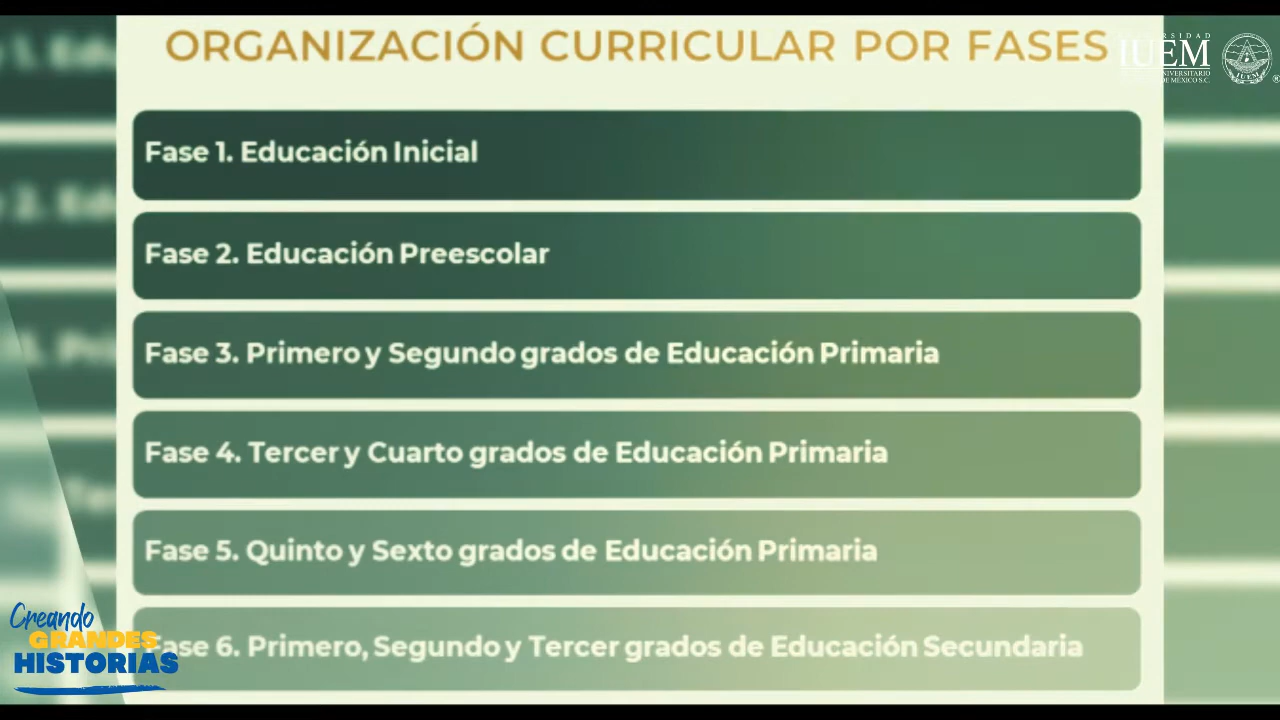 ORGANIZACIÓN CURRICULAR POR FASES
IUEM
Fase 1. Educación Inicial
Fase 2. Educación Preescolar
Fase 3. Primero y Segundo grados de Educación Primaria
Fase 4. Tercer y Cuarto grados de Educación Primaria
Fase 5. Quinto y Sexto grados de Educación Primaria
Fase 6. Primero, Segundo y Tercer grados de Educación Secundaria
Creando
GRANDES
HISTORIAS